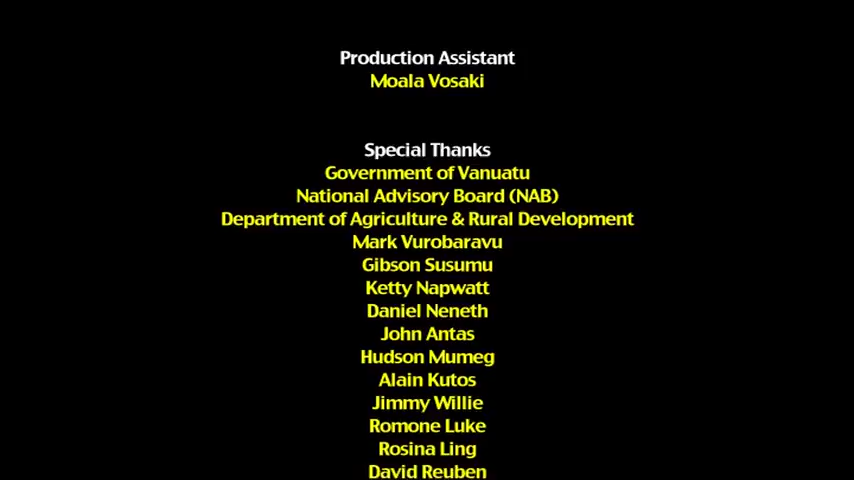 Production Assistant
Moala Vosaki
Special Thanks
Government of Vanuatu
National Advisory Board (NAB)
Department of Agriculture & Rural Development
Mark Vurobaravu
Gibson Susumu
Ketty Napwatt
Daniel Neneth
John Antas
Hudson Mumeg
Alain Kutos
Jimmy Willie
Romone Luke
Rosina Ling
David Reuben